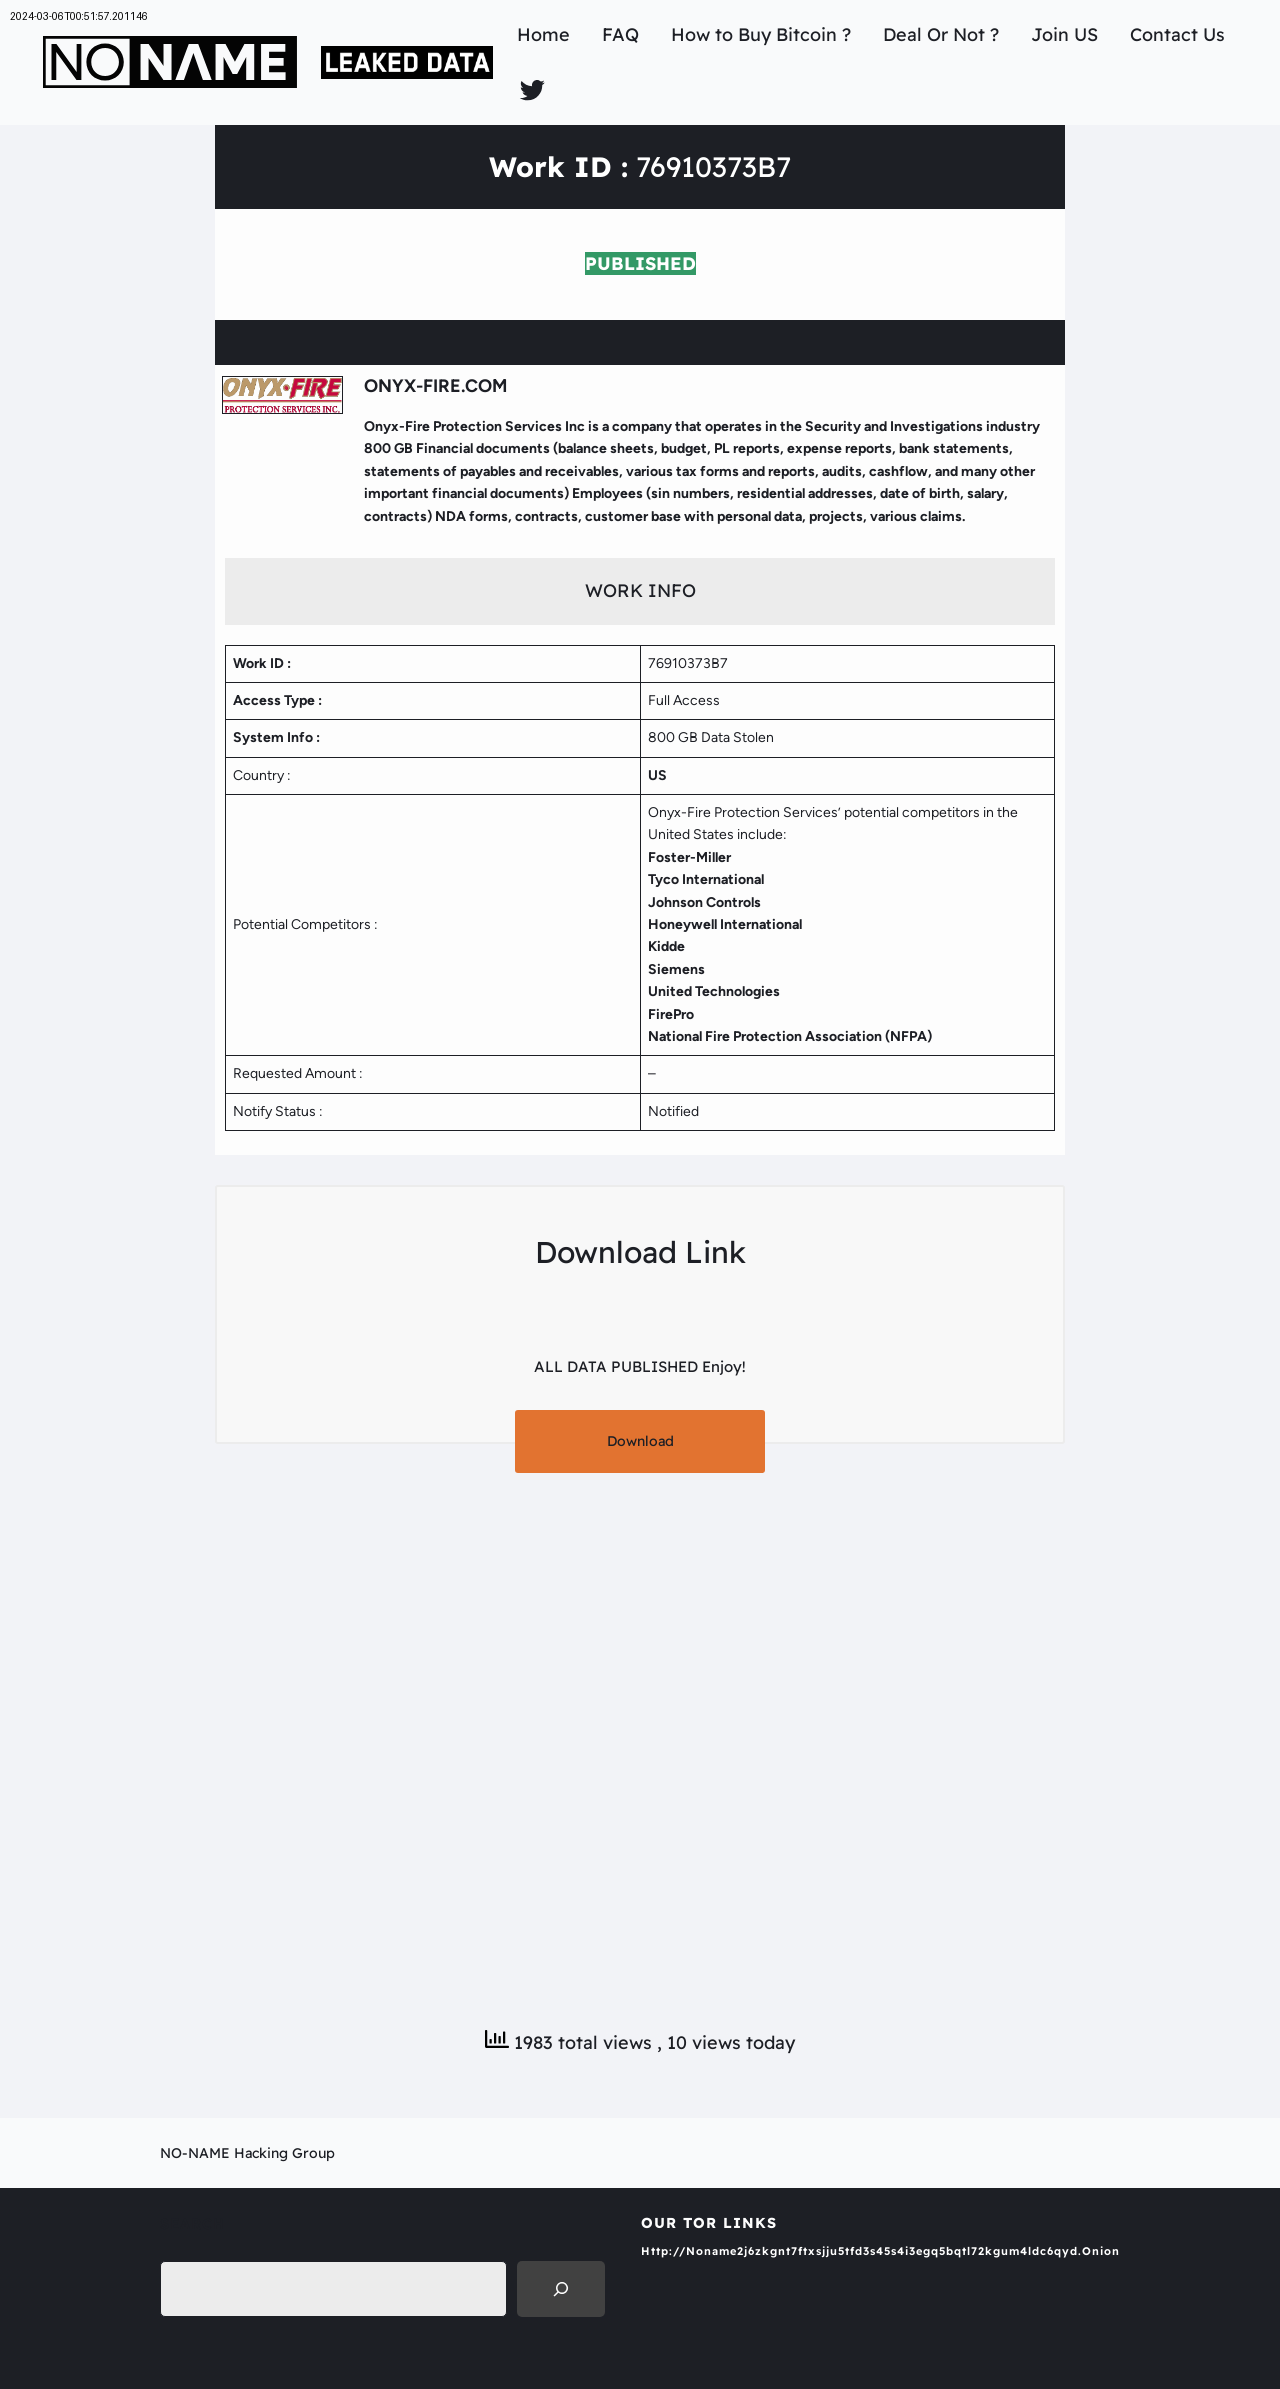 2024-03-06T00:51:57.201146
NONAME
LEAKED DATA
Home FAQ How to Buy Bitcoin ? Deal Or Not ? Join US Contact Us
Work ID : 76910373B7
PUBLISHED
ONYX-FIRE
PROTECTION SERVICES INC.
ONYX-FIRE.COM
Onyx-Fire Protection Services Inc is a company that operates in the Security and Investigations industry
800 GB Financial documents (balance sheets, budget, PL reports, expense reports, bank statements,
statements of payables and receivables, various tax forms and reports, audits, cashflow, and many other
important financial documents) Employees (sin numbers, residential addresses, date of birth, salary,
contracts) NDA forms, contracts, customer base with personal data, projects, various claims.
WORK INFO
Work ID : 76910373B7
Access Type : Full Access
System Info : 800 GB Data Stolen
Country : US
Potential Competitors :
Onyx-Fire Protection Services’ potential competitors in the
United States include:
Foster-Miller
Tyco International
Johnson Controls
Honeywell International
Kidde
Siemens
United Technologies
FirePro
National Fire Protection Association (NFPA)
Requested Amount : –
Notify Status : Notified
Download Link
ALL DATA PUBLISHED Enjoy!
Download
1983 total views , 10 views today
NO-NAME Hacking Group
OUR TOR LINKS
Http://Noname2j6zkgnt7ftxsjju5tfd3s45s4i3egq5bqtl72kgum4ldc6qyd.Onion